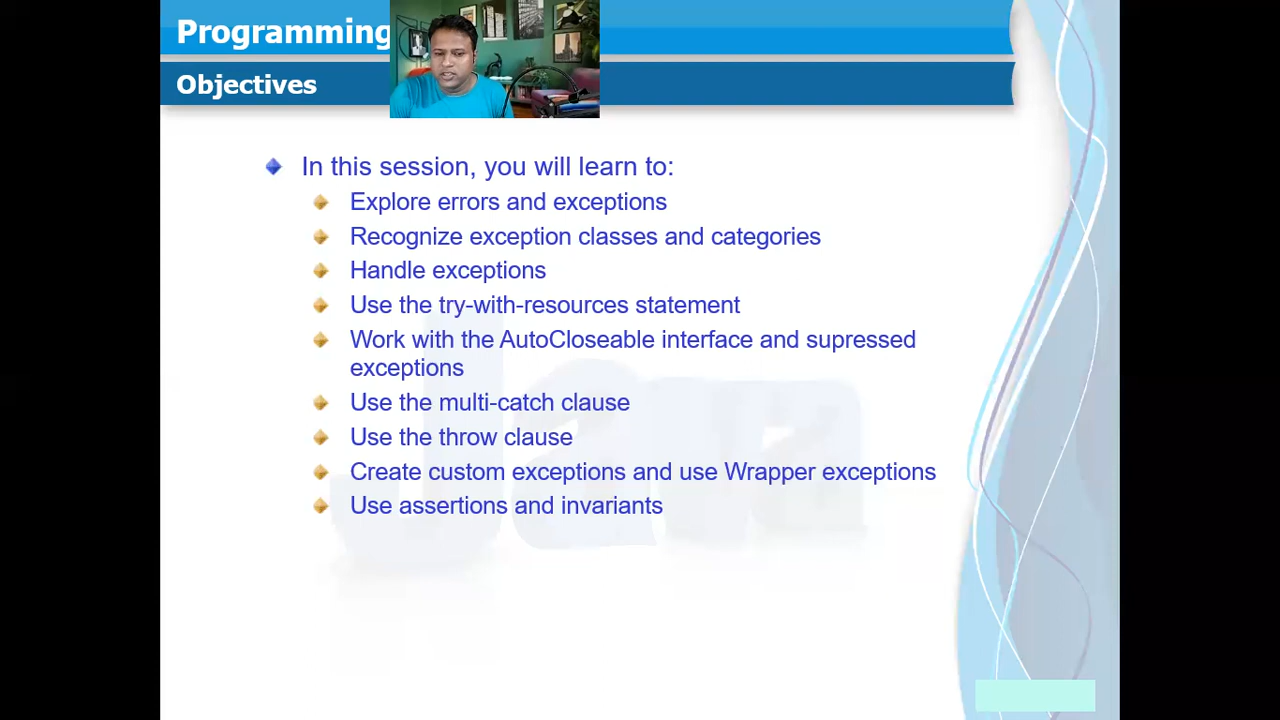 Programming
Objectives
In this session, you will learn to:
Explore errors and exceptions
Recognize exception classes and categories
Handle exceptions
Use the try-with-resources statement
Work with the AutoCloseable interface and supressed
exceptions
Use the multi-catch clause
Use the throw clause
Create custom exceptions and use Wrapper exceptions
Use assertions and invariants
Java